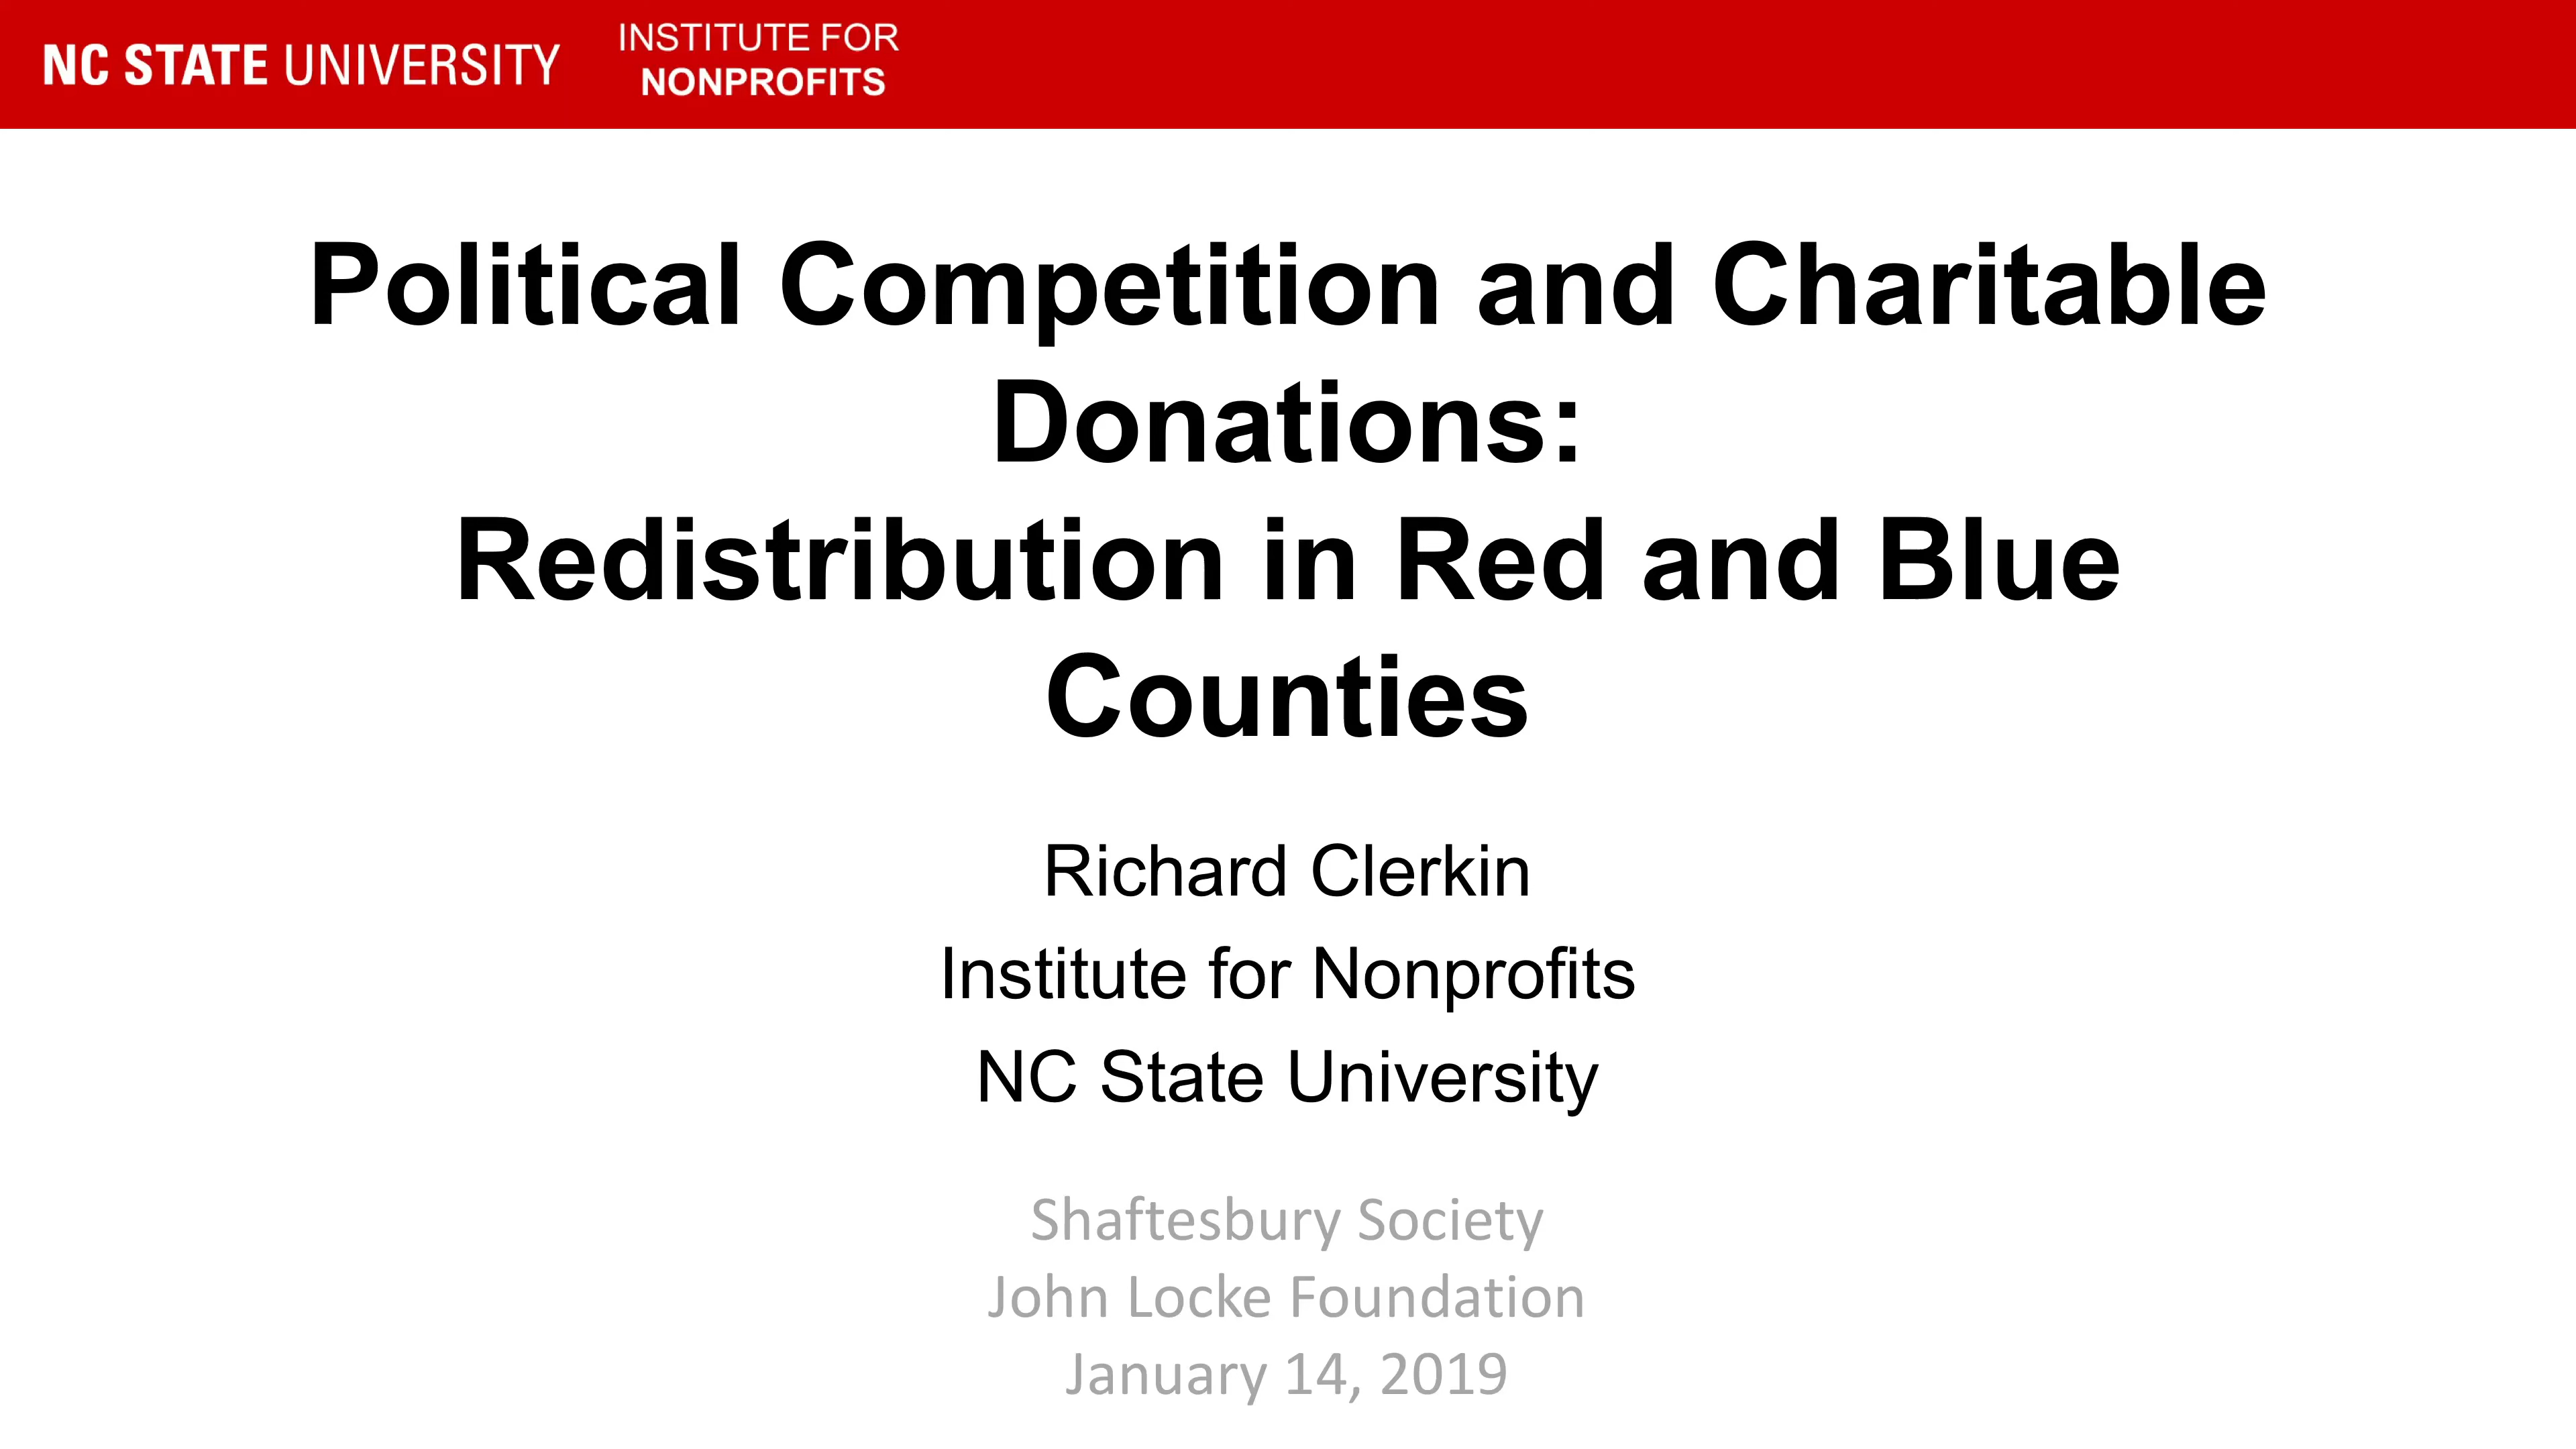 NC STATE UNIVERSITY
INSTITUTE FOR
NONPROFITS
Political Competition and Charitable
Donations:
Redistribution in Red and Blue
Counties
Richard Clerkin
Institute for Nonprofits
NC State University
Shaftesbury Society
John Locke Foundation
January 14, 2019